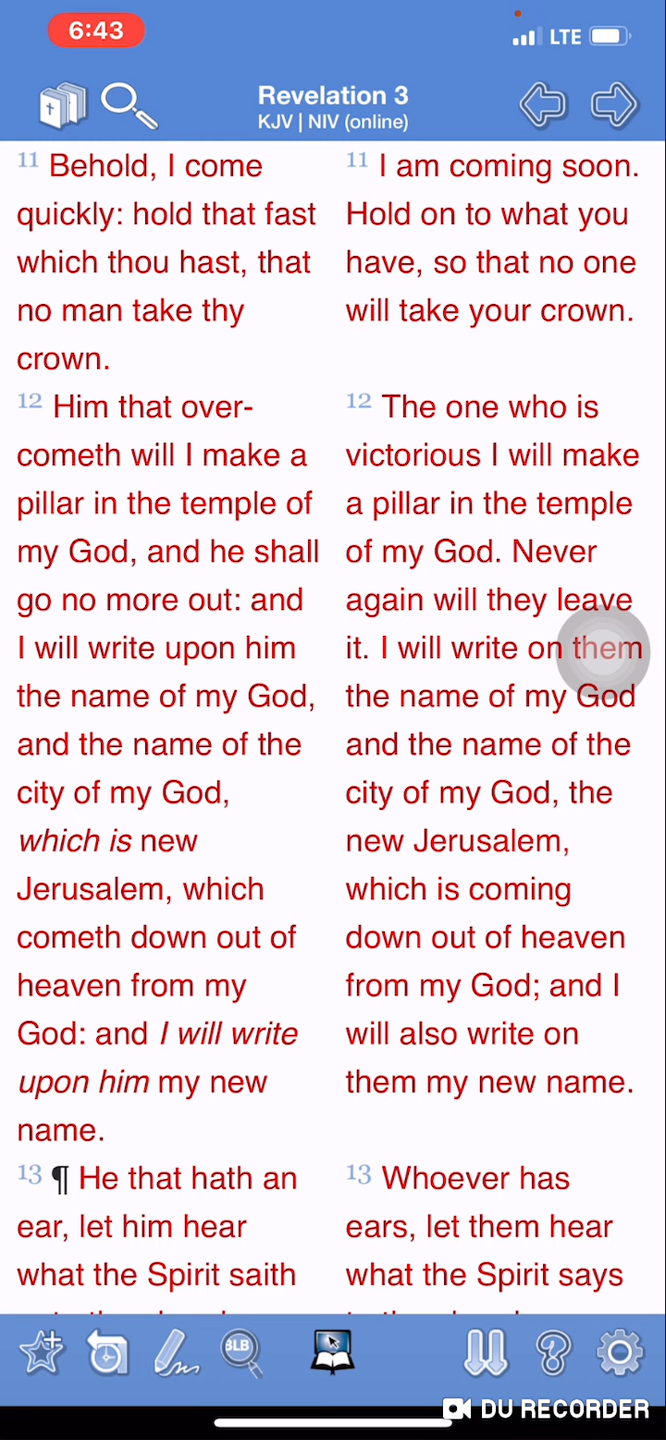 6:43
LTE
Revelation 3
KJV | NIV (online)
11 Behold, I come
quickly: hold that fast
which thou hast, that
no man take thy
crown.
12 Him that over-
cometh will I make a
pillar in the temple of
my God, and he shall
go no more out: and
I will write upon him
the name of my God,
and the name of the
city of my God,
which is new
Jerusalem, which
cometh down out of
heaven from my
God: and I will write
upon him my new
name.
13 ¶ He that hath an
ear, let him hear
what the Spirit saith
11 I am coming soon.
Hold on to what you
have, so that no one
will take your crown.
12 The one who is
victorious I will make
a pillar in the temple
of my God. Never
again will they leave
it. I will write on them
the name of my God
and the name of the
city of my God, the
new Jerusalem,
which is coming
down out of heaven
from my God; and I
will also write on
them my new name.
13 Whoever has
ears, let them hear
what the Spirit says
BLB
DU RECORDER